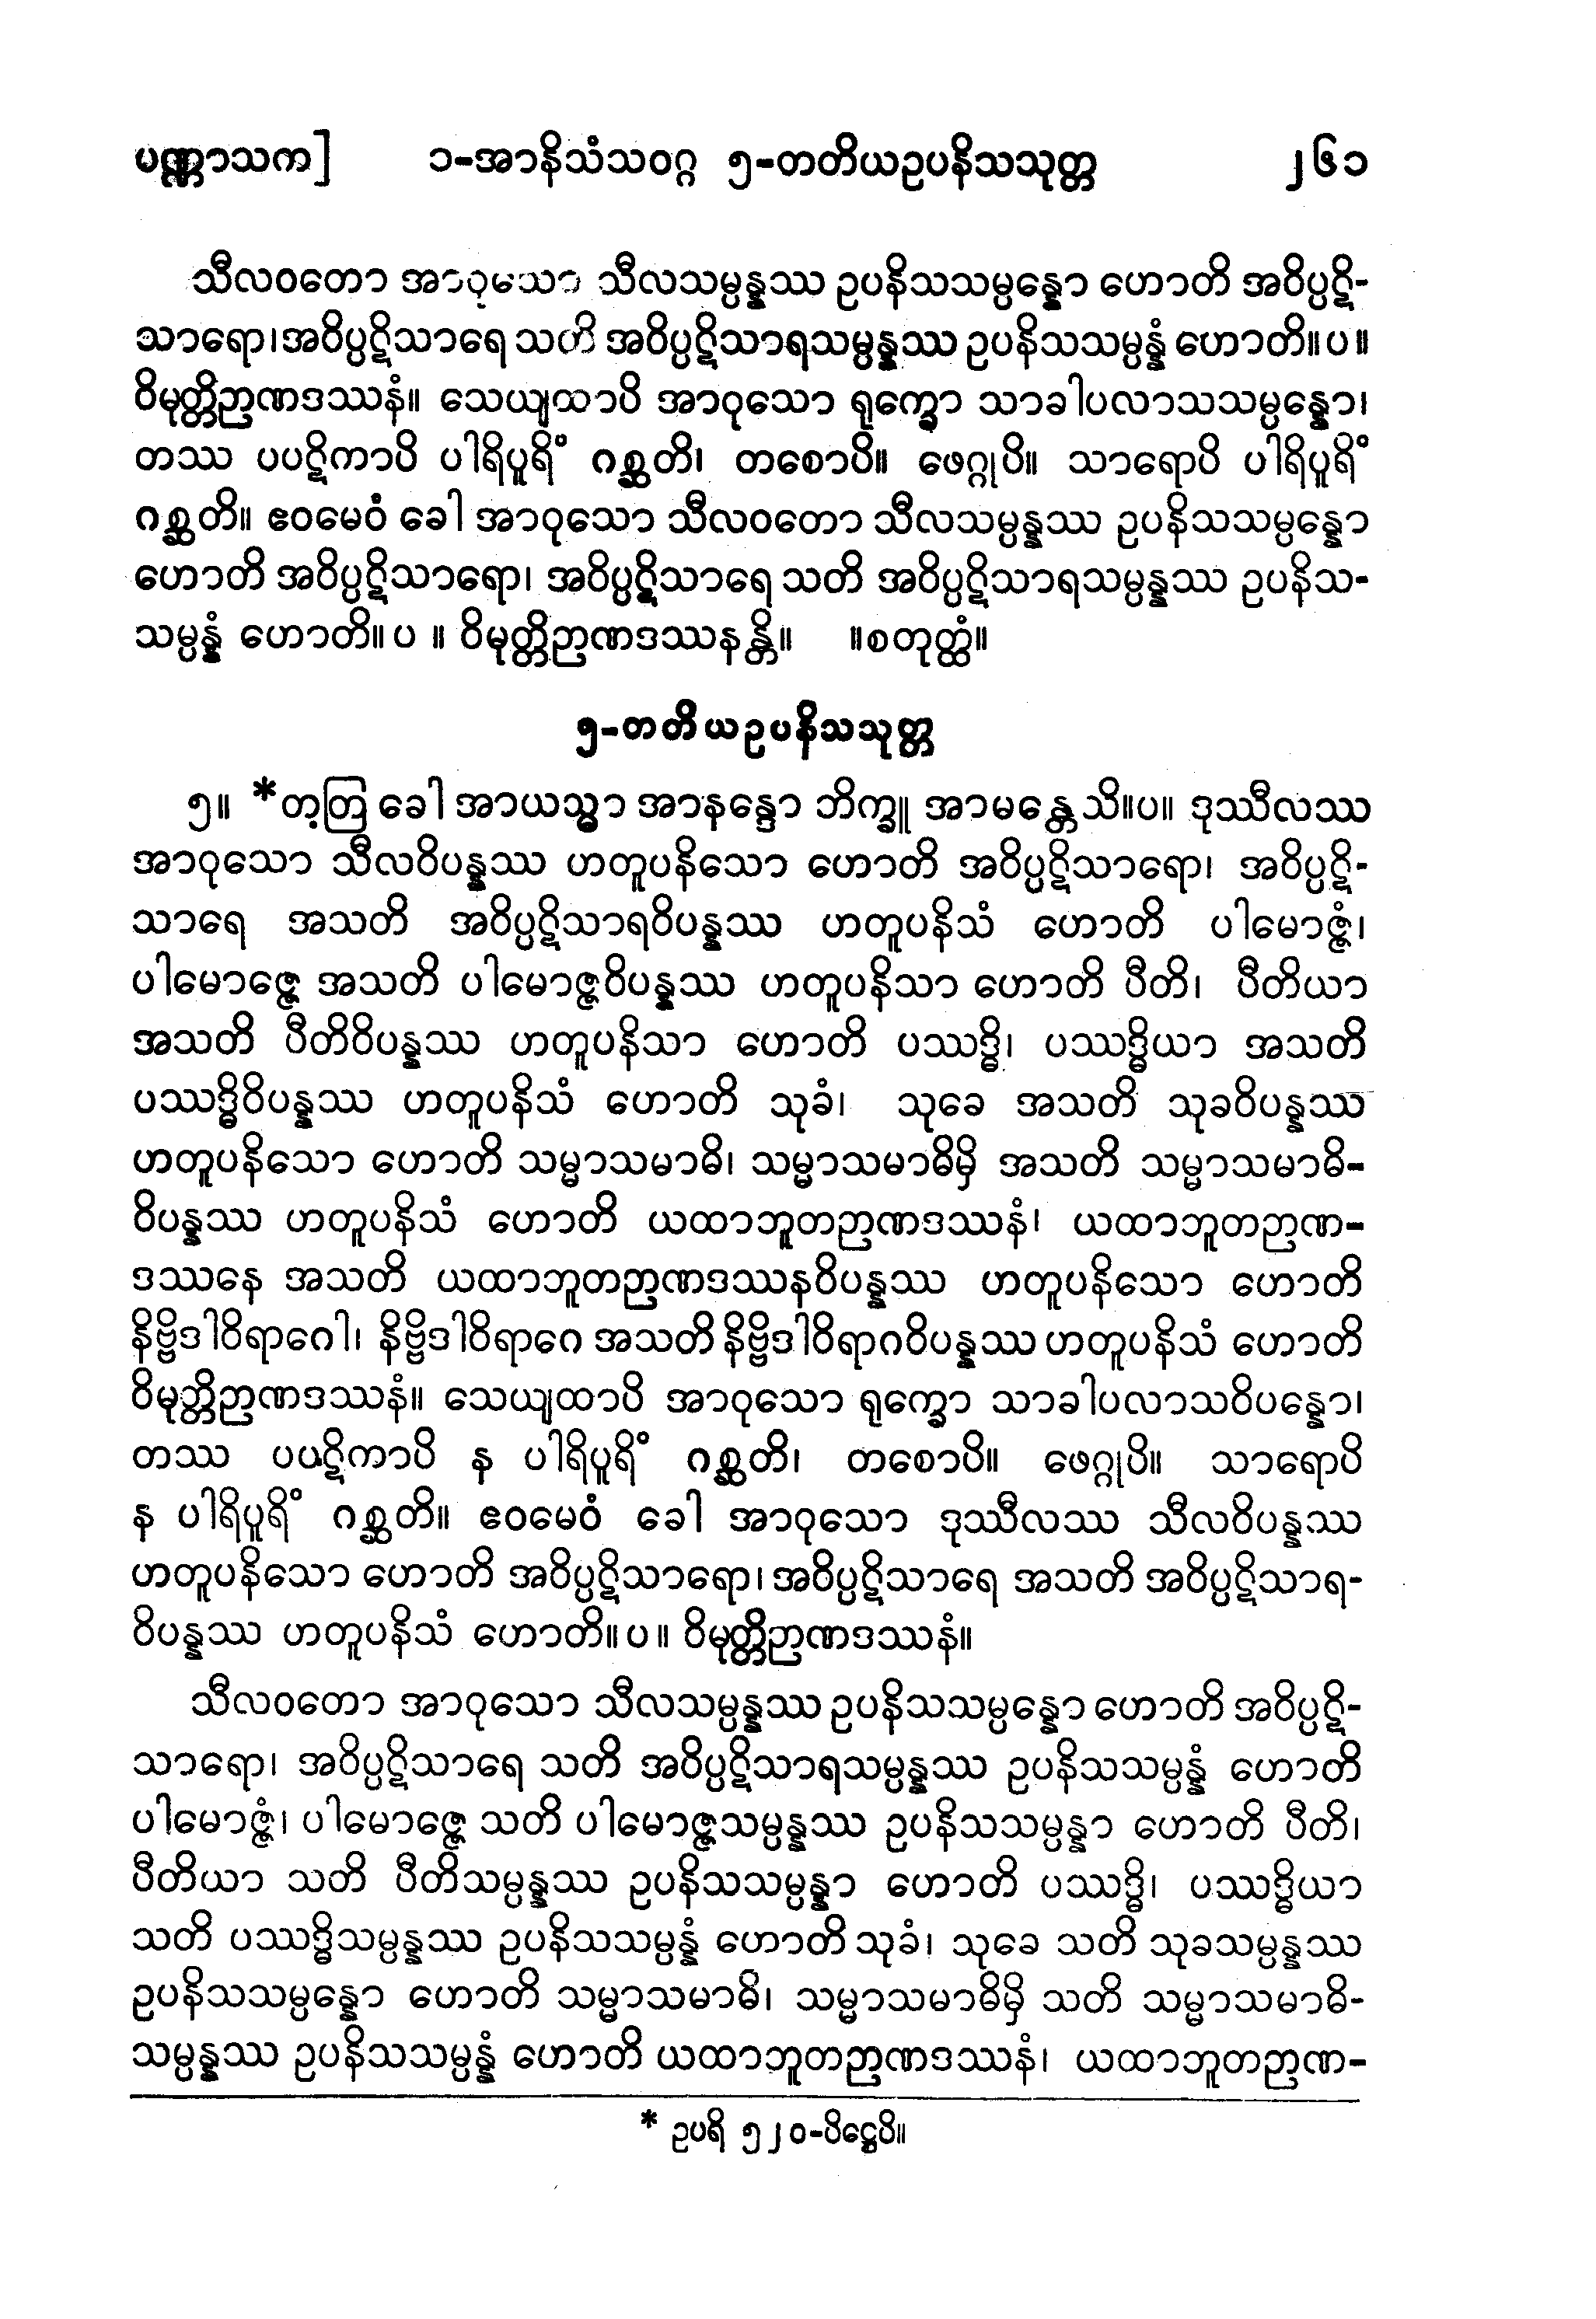 ပဏ္ဏာသက] ၁-အာနိသံသဝဂ္ဂ ၅-တတိယဥပနိသသုတ္တ ၂၆၁
သီလဝတော အာဝုသော သီလသမ္ပန္နဿ ဥပနိသသမ္ပန္နော ဟောတိ အဝိပ္ပဋိ-
သာရော၊ အဝိပ္ပဋိသာရေ သတိ အဝိပ္ပဋိသာရသမ္ပန္နဿ ဥပနိသသမ္ပန္နံ ဟောတိ။ ပ ။
ဝိမုတ္တိဉာဏဒဿနံ။ သေယျထာပိ အာဝုသော ရုက္ခော သာခါပလာသသမ္ပန္နော၊
တဿ ပပဋိကာပိ ပါရိပူရိံ ဂစ္ဆတိ၊ တစောပိ။ ဖေဂ္ဂုပိ။ သာရောပိ ပါရိပူရိံ
ဂစ္ဆတိ။ ဧဝမေဝံ ခေါ အာဝုသော သီလဝတော သီလသမ္ပန္နဿ ဥပနိသသမ္ပန္နော
ဟောတိ အဝိပ္ပဋိသာရော၊ အဝိပ္ပဋိသာရေ သတိ အဝိပ္ပဋိသာရသမ္ပန္နဿ ဥပနိသ-
သမ္ပန္နံ ဟောတိ။ ပ ။ ဝိမုတ္တိဉာဏဒဿနန္တိ။ ။စတုတ္ထံ။
၅-တတိယဥပနိသသုတ္တ
၅။ *တတြ ခေါ အာယသ္မာ အာနန္ဒော ဘိက္ခူ အာမန္တေသိ။ပ။ ဒုဿီလဿ
အာဝုသော သီလဝိပန္နဿ ဟတူပနိသော ဟောတိ အဝိပ္ပဋိသာရော၊ အဝိပ္ပဋိ-
သာရေ အသတိ အဝိပ္ပဋိသာရဝိပန္နဿ ဟတူပနိသံ ဟောတိ ပါမောဇ္ဇံ၊
ပါမောဇ္ဇေ အသတိ ပါမောဇ္ဇဝိပန္နဿ ဟတူပနိသာ ဟောတိ ပီတိ၊ ပီတိယာ
အသတိ ပီတိဝိပန္နဿ ဟတူပနိသာ ဟောတိ ပဿဒ္ဓိ၊ ပဿဒ္ဓိယာ အသတိ
ပဿဒ္ဓိဝိပန္နဿ ဟတူပနိသံ ဟောတိ သုခံ၊ သုခေ အသတိ သုခဝိပန္နဿ
ဟတူပနိသော ဟောတိ သမ္မာသမာဓိ၊ သမ္မာသမာဓိမှိ အသတိ သမ္မာသမာဓိ-
ဝိပန္နဿ ဟတူပနိသံ ဟောတိ ယထာဘူတဉာဏဒဿနံ၊ ယထာဘူတဉာဏ-
ဒဿနေ အသတိ ယထာဘူတဉာဏဒဿနဝိပန္နဿ ဟတူပနိသော ဟောတိ
နိဗ္ဗိဒါဝိရာဂေါ၊ နိဗ္ဗိဒါဝိရာဂေ အသတိ နိဗ္ဗိဒါဝိရာဂဝိပန္နဿ ဟတူပနိသံ ဟောတိ
ဝိမုတ္တိဉာဏဒဿနံ။ သေယျထာပိ အာဝုသော ရုက္ခော သာခါပလာသဝိပန္နော၊
တဿ ပပဋိကာပိ န ပါရိပူရိံ ဂစ္ဆတိ၊ တစောပိ။ ဖေဂ္ဂုပိ။ သာရောပိ
န ပါရိပူရိံ ဂစ္ဆတိ။ ဧဝမေဝံ ခေါ အာဝုသော ဒုဿီလဿ သီလဝိပန္နဿ
ဟတူပနိသော ဟောတိ အဝိပ္ပဋိသာရော၊ အဝိပ္ပဋိသာရေ အသတိ အဝိပ္ပဋိသာရ-
ဝိပန္နဿ ဟတူပနိသံ ဟောတိ။ ပ ။ ဝိမုတ္တိဉာဏဒဿနံ။
သီလဝတော အာဝုသော သီလသမ္ပန္နဿ ဥပနိသသမ္ပန္နော ဟောတိ အဝိပ္ပဋိ-
သာရော၊ အဝိပ္ပဋိသာရေ သတိ အဝိပ္ပဋိသာရသမ္ပန္နဿ ဥပနိသသမ္ပန္နံ ဟောတိ
ပါမောဇ္ဇံ၊ ပါမောဇ္ဇေ သတိ ပါမောဇ္ဇသမ္ပန္နဿ ဥပနိသသမ္ပန္နာ ဟောတိ ပီတိ၊
ပီတိယာ သတိ ပီတိသမ္ပန္နဿ ဥပနိသသမ္ပန္နာ ဟောတိ ပဿဒ္ဓိ၊ ပဿဒ္ဓိယာ
သတိ ပဿဒ္ဓိသမ္ပန္နဿ ဥပနိသသမ္ပန္နံ ဟောတိ သုခံ၊ သုခေ သတိ သုခသမ္ပန္နဿ
ဥပနိသသမ္ပန္နော ဟောတိ သမ္မာသမာဓိ၊ သမ္မာသမာဓိမှိ သတိ သမ္မာသမာဓိ-
သမ္ပန္နဿ ဥပနိသသမ္ပန္နံ ဟောတိ ယထာဘူတဉာဏဒဿနံ၊ ယထာဘူတဉာဏ-
* ဥပရိ ၅၂၀-ပိဋ္ဌေပိ။